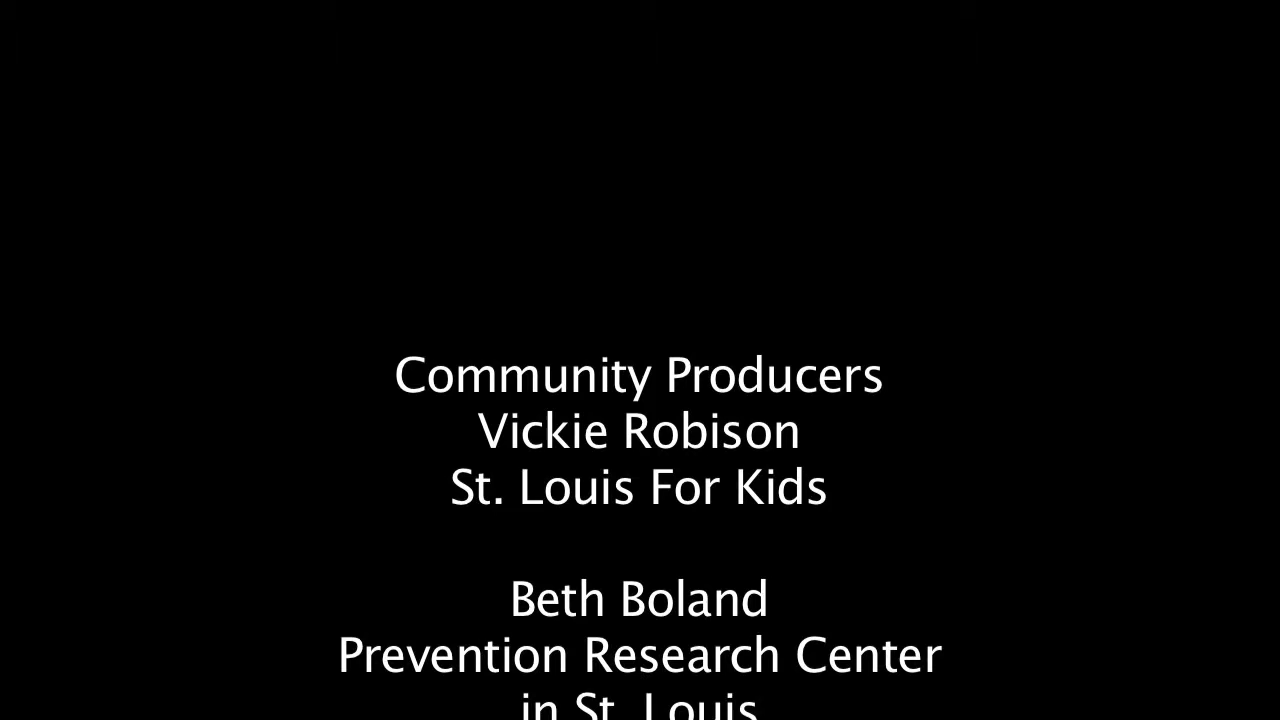 Community Producers
Vickie Robison
St. Louis For Kids
Beth Boland
Prevention Research Center
in St. Louis